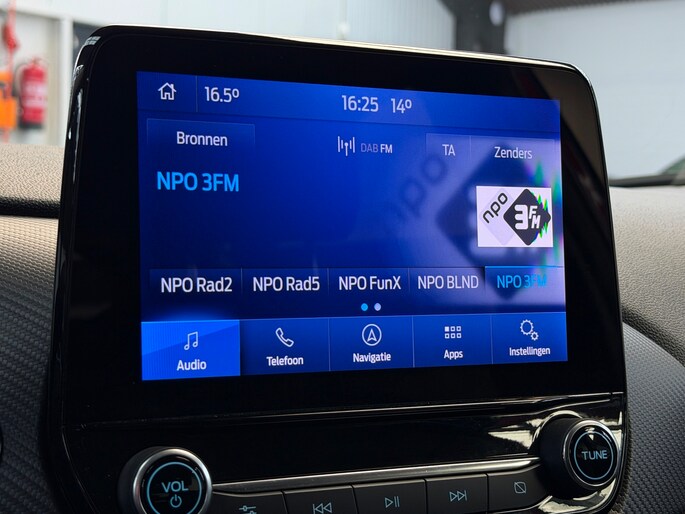 16.5° 16:25 14°
Bronnen DAB FM TA Zenders
NPO 3FM
npo
npo 3FM
NPO Rad2 NPO Rad5 NPO FunX NPO BLND NPO 3FM
Audio Telefoon Navigatie Apps Instellingen
VOL TUNE